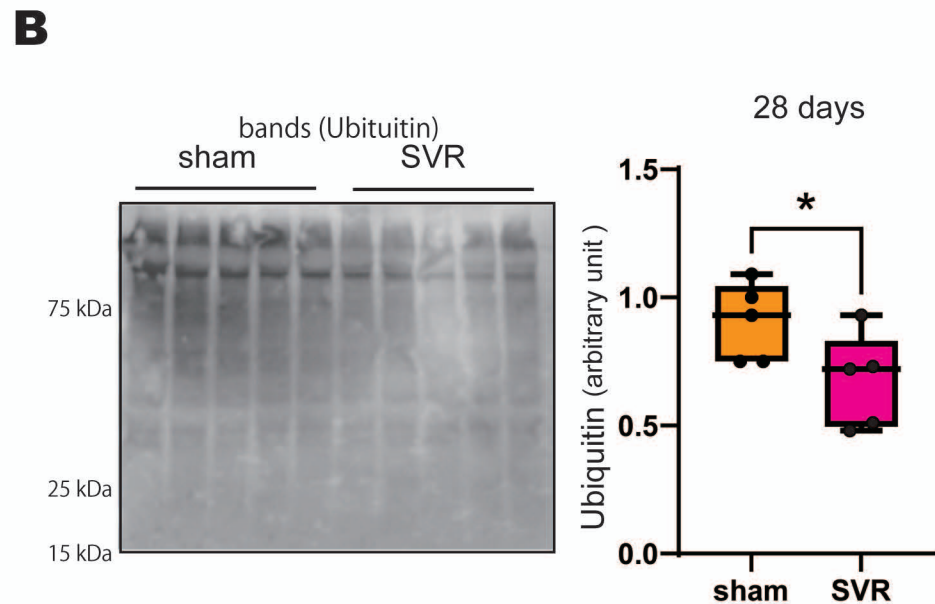 B
bands (Ubituitin)
sham
SVR
75 kDa
25 kDa
15 kDa
28 days
Ubiquitin (arbitrary unit )
1.5
1.0
0.5
0.0
*
sham
SVR